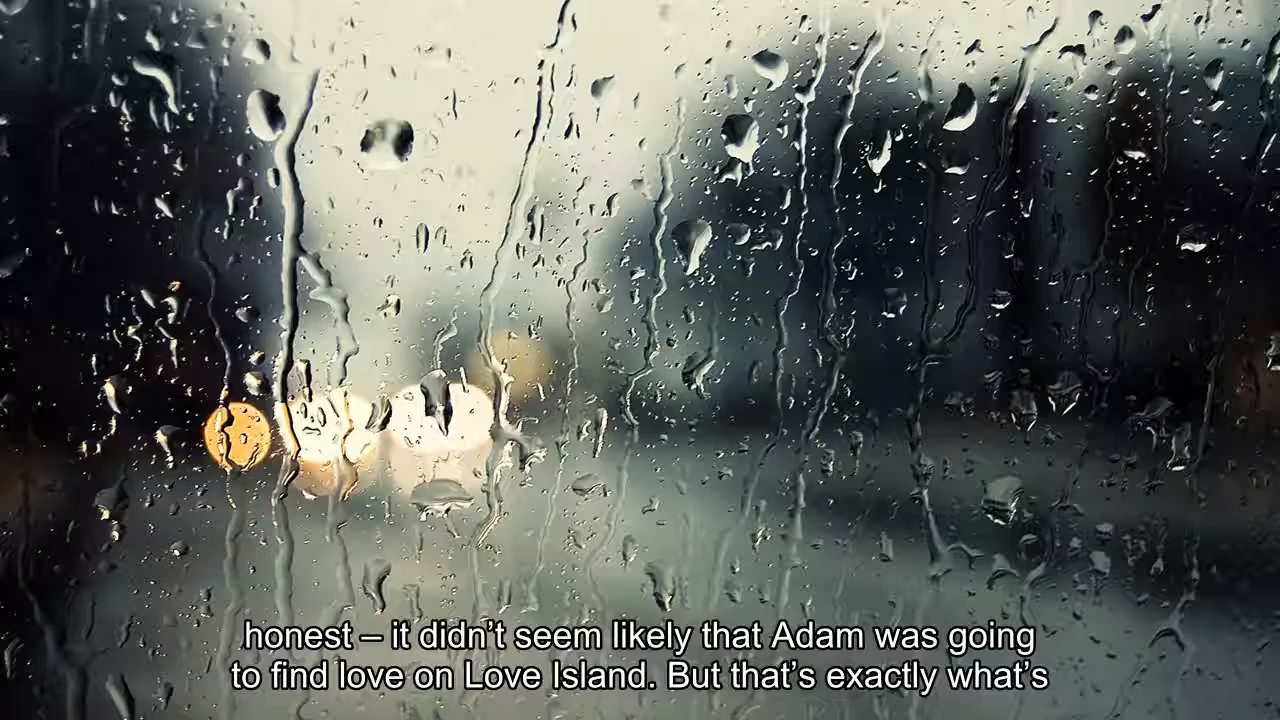 honest – it didn’t seem likely that Adam was going
to find love on Love Island. But that’s exactly what’s